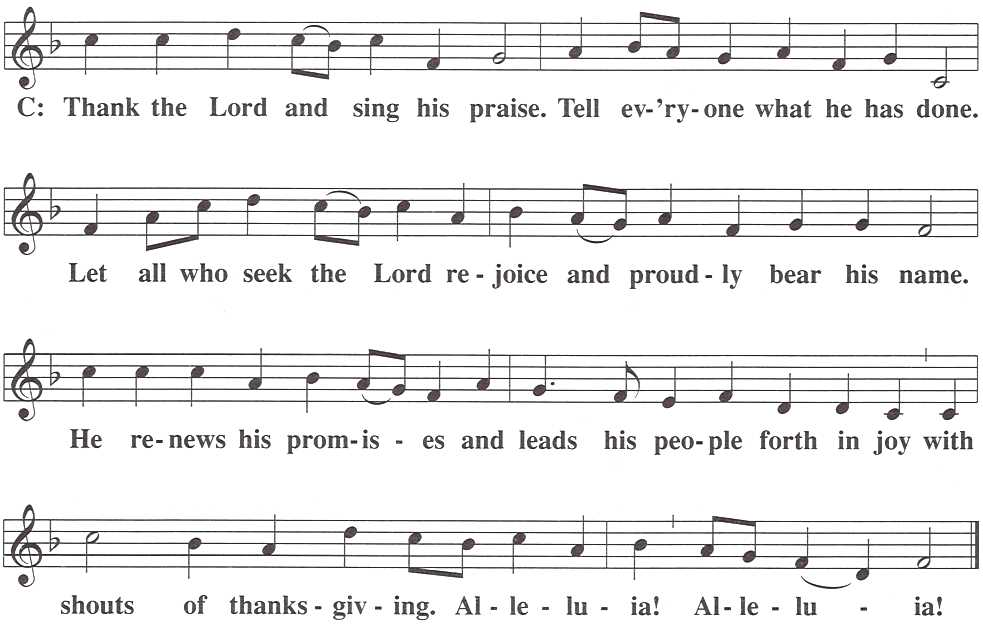 C: Thank the Lord and sing his praise. Tell ev-'ry-one what he has done.
Let all who seek the Lord re-joice and proud-ly bear his name.
He re-news his prom-is-es and leads his peo-ple forth in joy with
shouts of thanks-giv-ing. Al-le-lu-ia! Al-le-lu-ia!